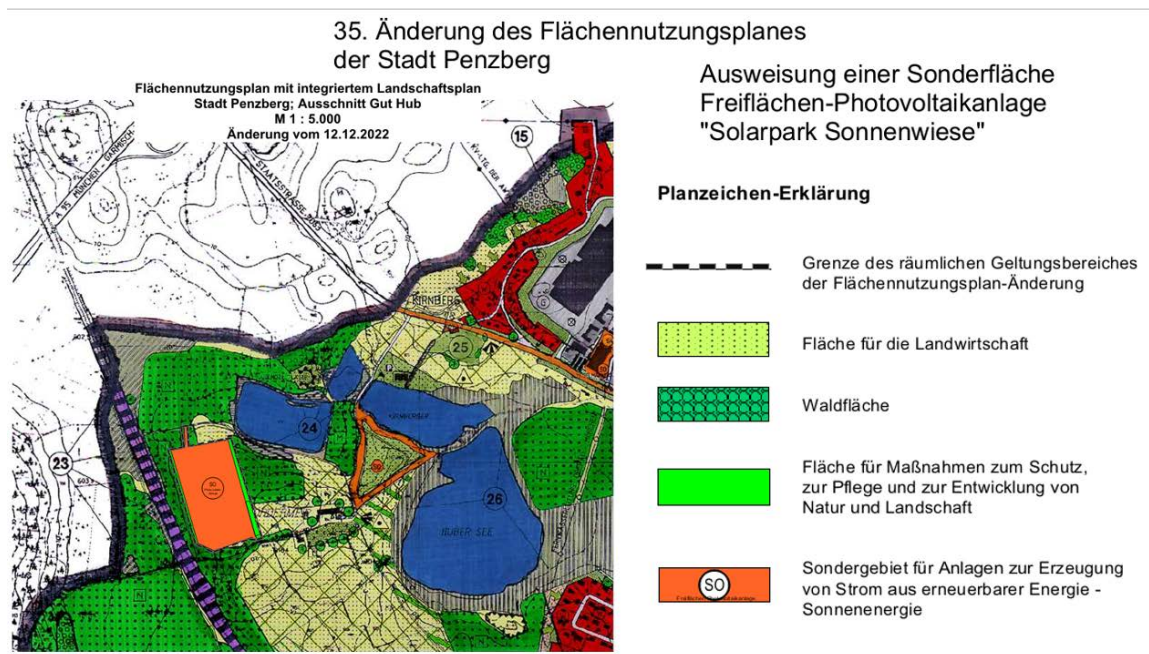 35. Änderung des Flächennutzungsplanes
der Stadt Penzberg
Flächennutzungsplan mit integriertem Landschaftsplan
Stadt Penzberg; Ausschnitt Gut Hub
M 1 : 5.000
Änderung vom 12.12.2022
Ausweisung einer Sonderfläche
Freiflächen-Photovoltaikanlage
"Solarpark Sonnenwiese"
Planzeichen-Erklärung
Grenze des räumlichen Geltungsbereiches
der Flächennutzungsplan-Änderung
Fläche für die Landwirtschaft
Waldfläche
Fläche für Maßnahmen zum Schutz,
zur Pflege und zur Entwicklung von
Natur und Landschaft
SO
Sondergebiet für Anlagen zur Erzeugung
von Strom aus erneuerbarer Energie -
Sonnenenergie
15
A 95 MÜNCHEN - GARMISCH
STAATSSTRASSE
KIRNBERG
25
24
23
26
HUBER SEE